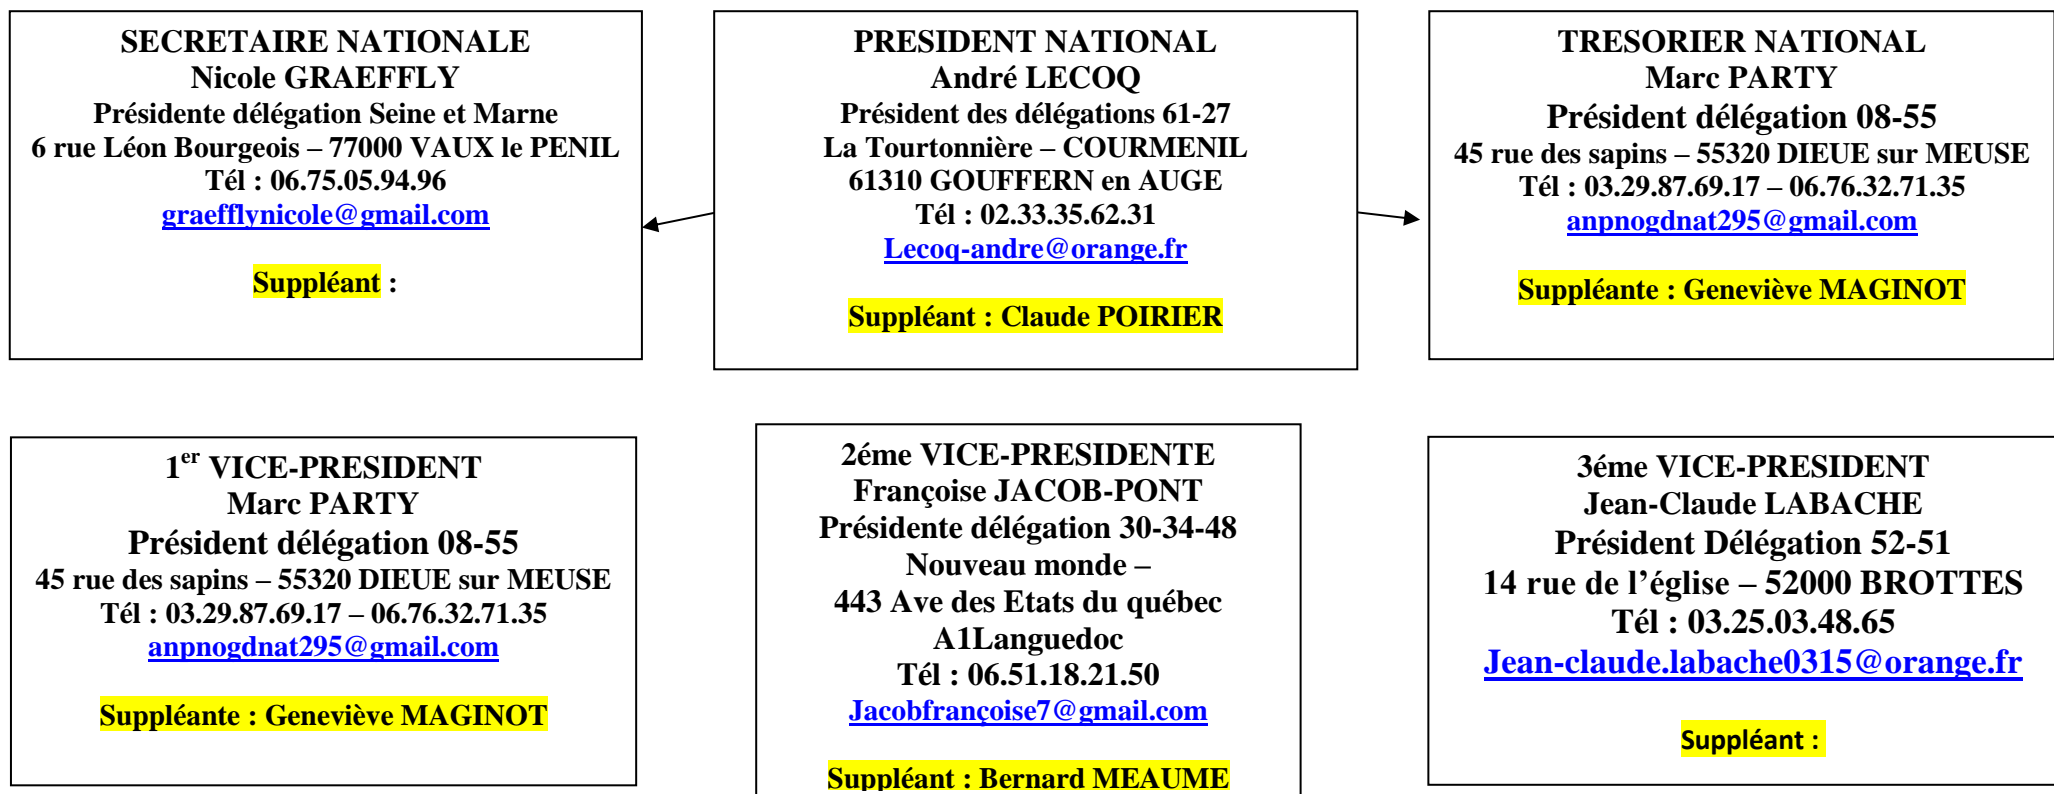 SECRETAIRE NATIONALE
Nicole GRAEFFLY
Présidente délégation Seine et Marne
6 rue Léon Bourgeois – 77000 VAUX le PENIL
Tél : 06.75.05.94.96
graefflynicole@gmail.com
Suppléant :
PRESIDENT NATIONAL
André LECOQ
Président des délégations 61-27
La Tourtonnière – COURMENIL
61310 GOUFFERN en AUGE
Tél : 02.33.35.62.31
Lecoq-andre@orange.fr
Suppléant : Claude POIRIER
TRESORIER NATIONAL
Marc PARTY
Président délégation 08-55
45 rue des sapins – 55320 DIEUE sur MEUSE
Tél : 03.29.87.69.17 – 06.76.32.71.35
anpnogdnat295@gmail.com
Suppléante : Geneviève MAGINOT
1er VICE-PRESIDENT
Marc PARTY
Président délégation 08-55
45 rue des sapins – 55320 DIEUE sur MEUSE
Tél : 03.29.87.69.17 – 06.76.32.71.35
anpnogdnat295@gmail.com
Suppléante : Geneviève MAGINOT
2éme VICE-PRESIDENTE
Françoise JACOB-PONT
Présidente délégation 30-34-48
Nouveau monde –
443 Ave des Etats du québec
A1Languedoc
Tél : 06.51.18.21.50
Jacobfrançoise7@gmail.com
Suppléant : Bernard MEAUME
3éme VICE-PRESIDENT
Jean-Claude LABACHE
Président Délégation 52-51
14 rue de l’église – 52000 BROTTES
Tél : 03.25.03.48.65
Jean-claude.labache0315@orange.fr
Suppléant :